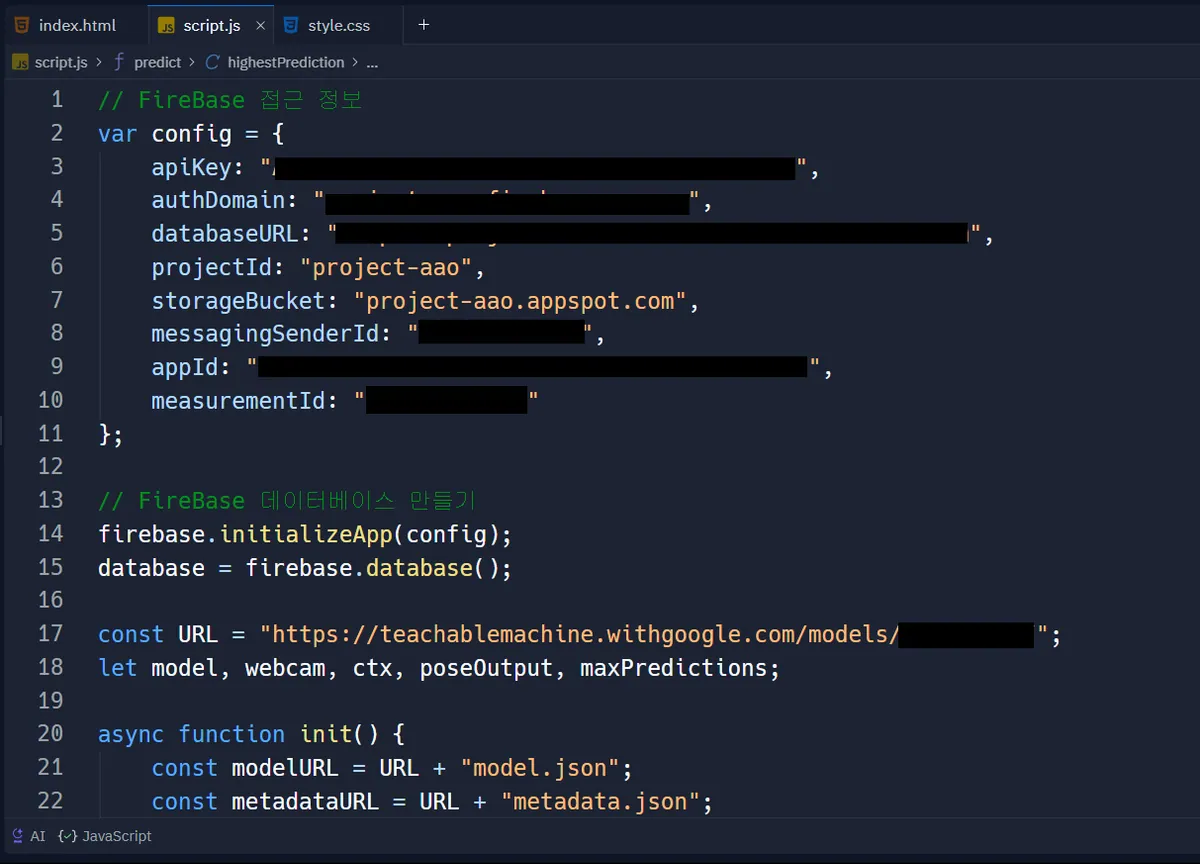 index.html script.js × style.css +
JS script.js > predict > highestPrediction > ...
1 // FireBase 접근 정보
2 var config = {
3 apiKey: "",
4 authDomain: "",
5 databaseURL: "",
6 projectId: "project-aao",
7 storageBucket: "project-aao.appspot.com",
8 messagingSenderId: "",
9 appId: "",
10 measurementId: ""
11 };
12
13 // FireBase 데이터베이스 만들기
14 firebase.initializeApp(config);
15 database = firebase.database();
16
17 const URL = "https://teachablemachine.withgoogle.com/models/";
18 let model, webcam, ctx, poseOutput, maxPredictions;
19
20 async function init() {
21 const modelURL = URL + "model.json";
22 const metadataURL = URL + "metadata.json";
AI {} JavaScript